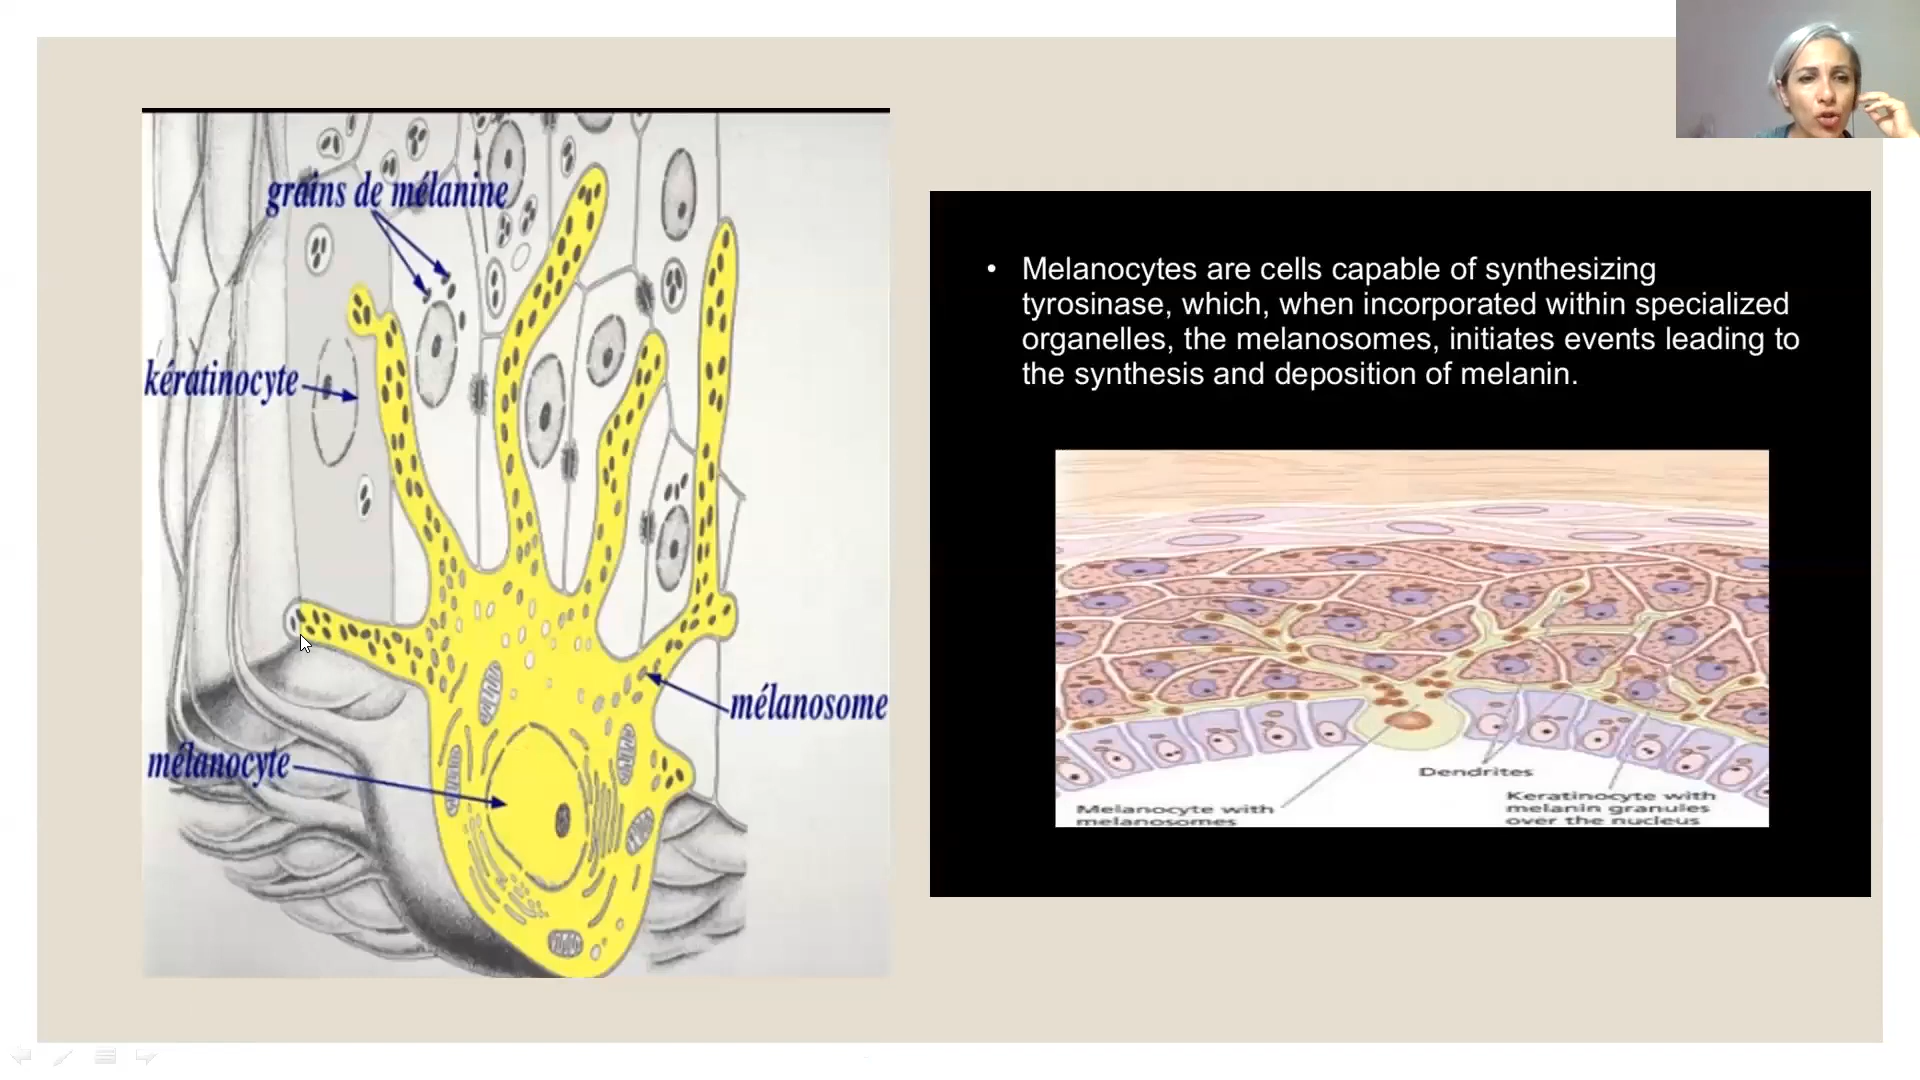 grains de mélanine
kératinocyte
mélanosome
mélanocyte
• Melanocytes are cells capable of synthesizing
tyrosinase, which, when incorporated within specialized
organelles, the melanosomes, initiates events leading to
the synthesis and deposition of melanin.
Dendrites
Melanocyte with
melanosomes
Keratinocyte with
melanin granules
over the nucleus